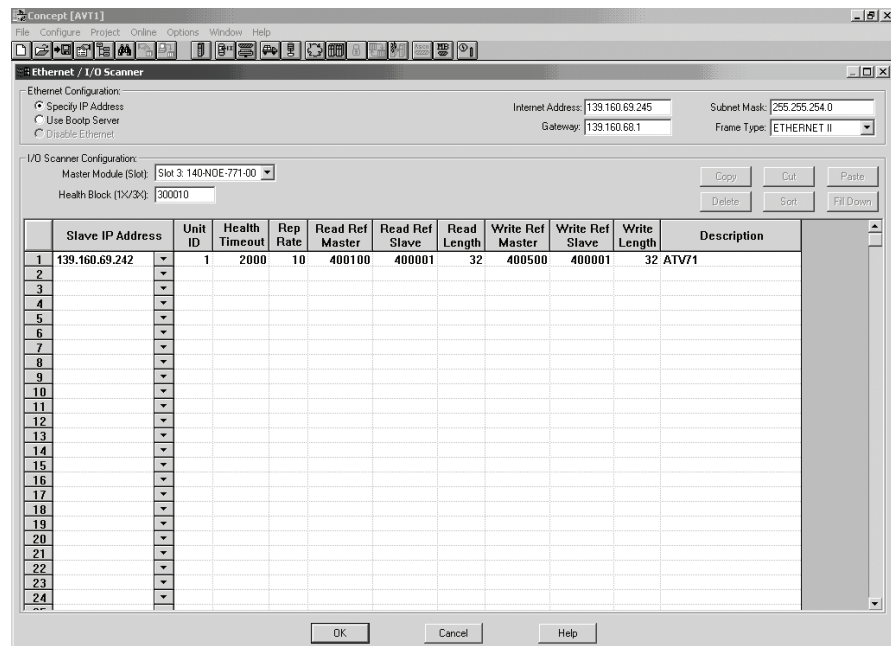 Concept [AVT1]
File Configure Project Online Options Window Help
Ethernet / I/O Scanner
Ethernet Configuration:
Specify IP Address
Use Bootp Server
Disable Ethernet
Internet Address: 139.160.69.245
Gateway: 139.160.68.1
Subnet Mask: 255.255.254.0
Frame Type: ETHERNET II
I/O Scanner Configuration:
Master Module (Slot): Slot 3: 140-NOE-771-00
Health Block (1X/3X): 300010
Copy Cut Paste
Delete Sort Fill Down
Slave IP Address Unit ID Health Timeout Rep Rate Read Ref Master Read Ref Slave Read Length Write Ref Master Write Ref Slave Write Length Description
1 139.160.69.242 1 2000 10 400100 400001 32 400500 400001 32 ATV71
2
3
4
5
6
7
8
9
10
11
12
13
14
15
16
17
18
19
20
21
22
23
24
OK Cancel Help